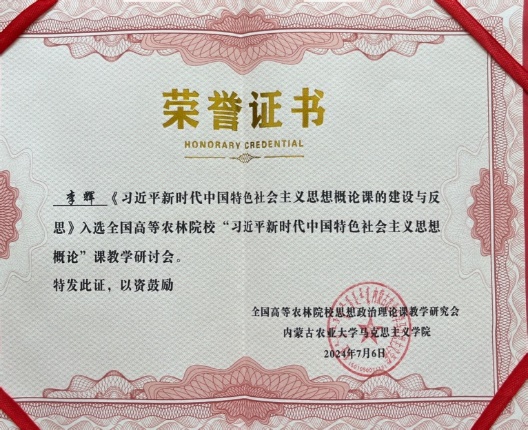 荣誉证书
HONORARY CREDENTIAL
李辉《习近平新时代中国特色社会主义思想概论课的建设与反
思》入选全国高等农林院校“习近平新时代中国特色社会主义思想
概论”课教学研讨会。
特发此证，以资鼓励
全国高等农林院校思想政治理论课教学研究会
内蒙古农业大学马克思主义学院
2024年7月6日